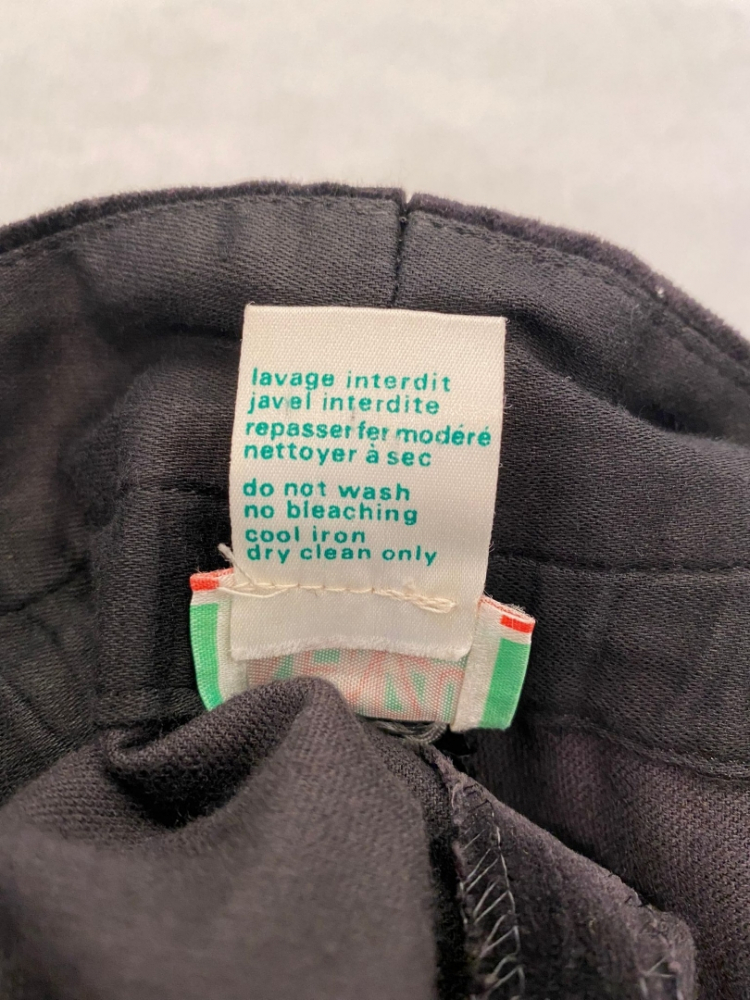 lavage interdit
javel interdite
repasser fer modéré
nettoyer à sec
do not wash
no bleaching
cool iron
dry clean only